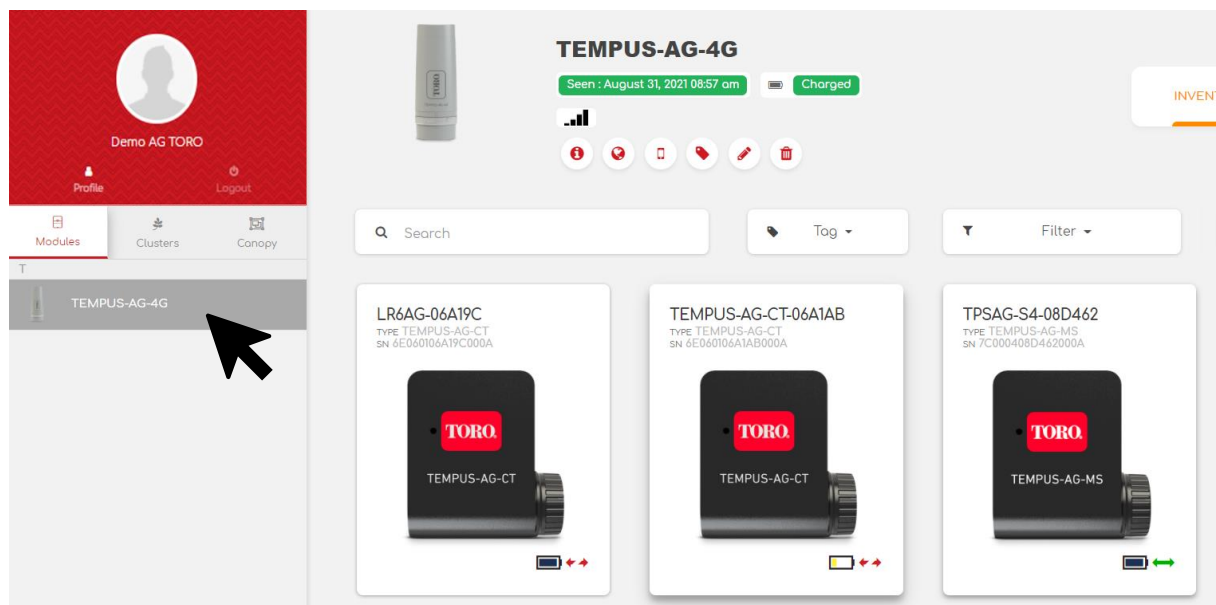 Demo AG TORO
Profile
Logout
Modules
Clusters
Canopy
T
TEMPUS-AG-4G
TORO
TEMPUS-AG-4G
Seen : August 31, 2021 08:57 am
Charged
INVENT
Search
Tag
Filter
LR6AG-06A19C
TYPE TEMPUS-AG-CT
SN 6E060106A19C000A
TORO
TEMPUS-AG-CT
TEMPUS-AG-CT-06A1AB
TYPE TEMPUS-AG-CT
SN 6E060106A1AB000A
TORO
TEMPUS-AG-CT
TPSAG-S4-08D462
TYPE TEMPUS-AG-MS
SN 7C000408D462000A
TORO
TEMPUS-AG-MS